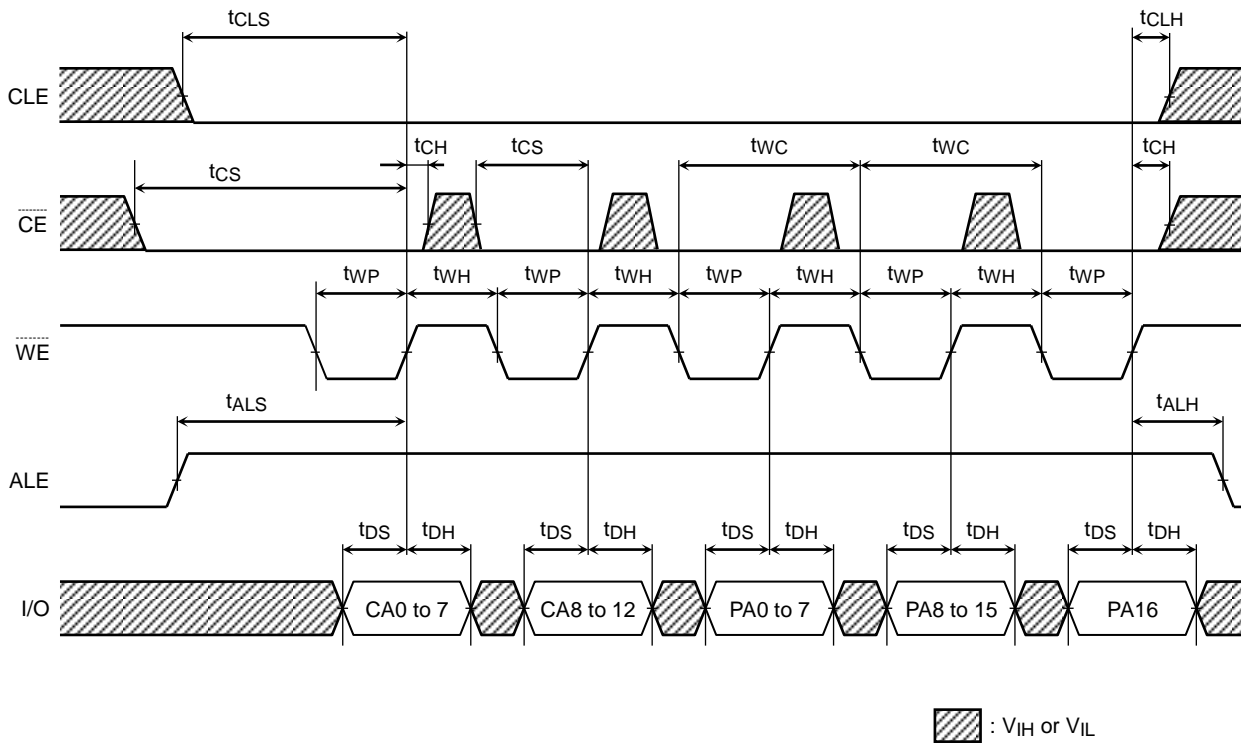 tCLS tCLH
CLE
tCH tCS tWC tWC tCH
tCS
CE
tWP tWH tWP tWH tWP tWH tWP tWH tWP
WE
tALS tALH
ALE
tDS tDH tDS tDH tDS tDH tDS tDH tDS tDH
I/O CA0 to 7 CA8 to 12 PA0 to 7 PA8 to 15 PA16
: VIH or VIL